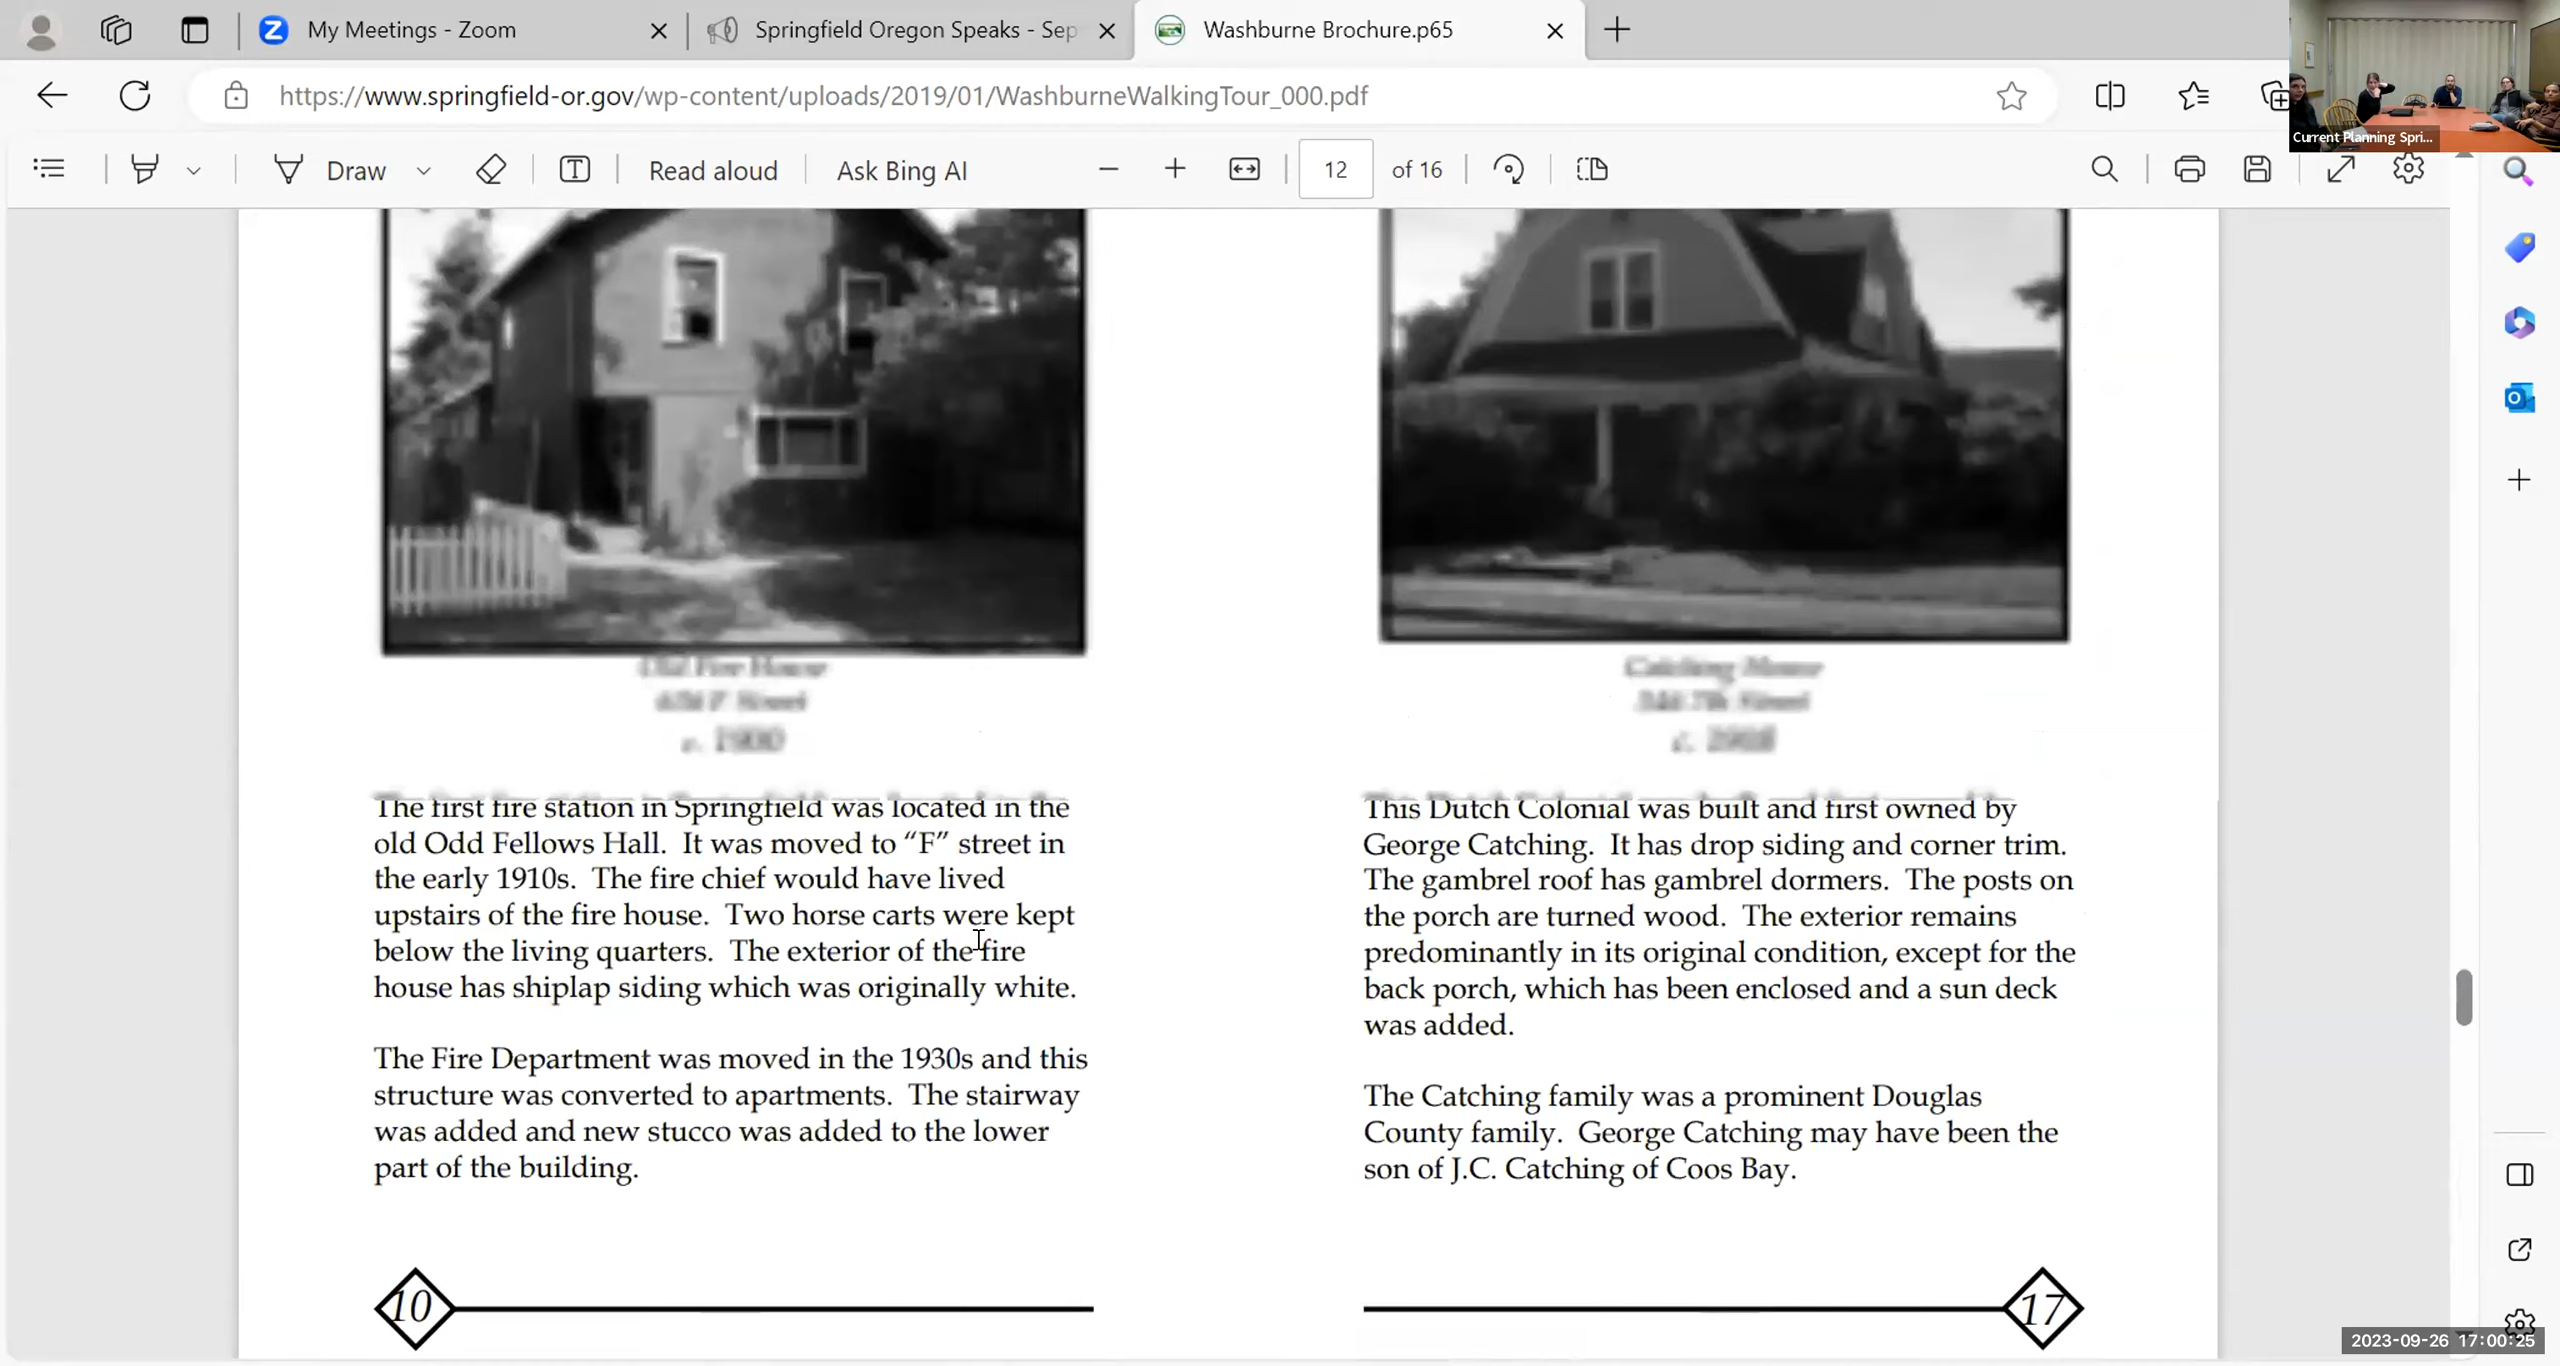 My Meetings - Zoom
Springfield Oregon Speaks - Sep
Washburne Brochure.p65
https://www.springfield-or.gov/wp-content/uploads/2019/01/WashburneWalkingTour_000.pdf
Current Planning Spri...
Draw
Read aloud
Ask Bing AI
12 of 16
Old Fire House
F Street
c. 1900
The first fire station in Springfield was located in the
old Odd Fellows Hall. It was moved to “F” street in
the early 1910s. The fire chief would have lived
upstairs of the fire house. Two horse carts were kept
below the living quarters. The exterior of the fire
house has shiplap siding which was originally white.
The Fire Department was moved in the 1930s and this
structure was converted to apartments. The stairway
was added and new stucco was added to the lower
part of the building.
10
Catching House
7th Street
c.
This Dutch Colonial was built and first owned by
George Catching. It has drop siding and corner trim.
The gambrel roof has gambrel dormers. The posts on
the porch are turned wood. The exterior remains
predominantly in its original condition, except for the
back porch, which has been enclosed and a sun deck
was added.
The Catching family was a prominent Douglas
County family. George Catching may have been the
son of J.C. Catching of Coos Bay.
17
2023-09-26 17:00:25